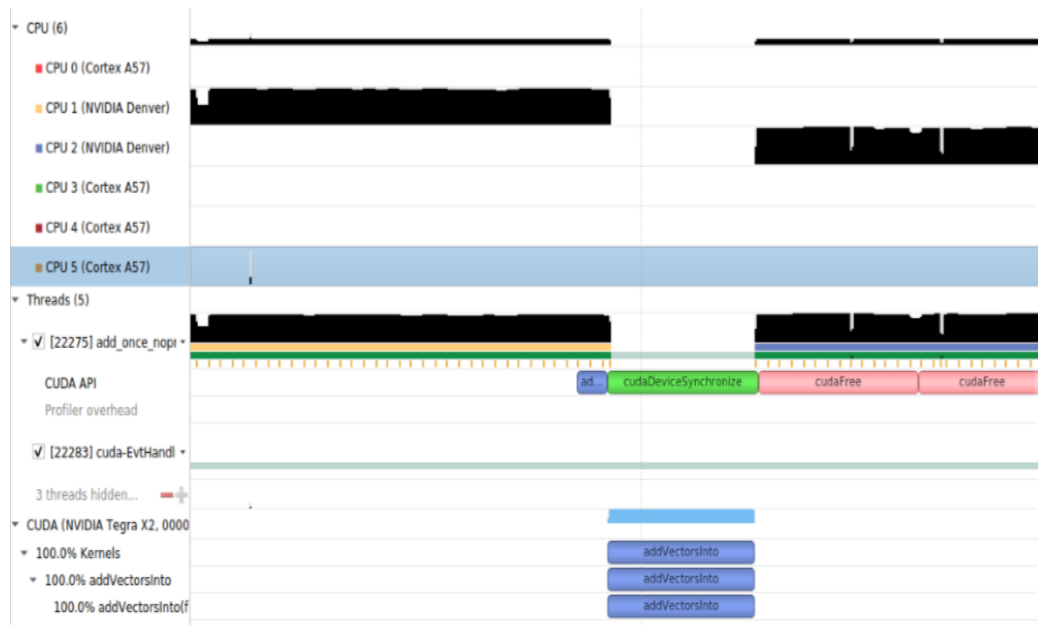 CPU (6)
CPU 0 (Cortex A57)
CPU 1 (NVIDIA Denver)
CPU 2 (NVIDIA Denver)
CPU 3 (Cortex A57)
CPU 4 (Cortex A57)
CPU 5 (Cortex A57)
Threads (5)
[22275] add_once_nopr
CUDA API ad... cudaDeviceSynchronize cudaFree cudaFree
Profiler overhead
[22283] cuda-EvtHandl
3 threads hidden...
CUDA (NVIDIA Tegra X2, 0000
100.0% Kernels addVectorsInto
100.0% addVectorsInto addVectorsInto
100.0% addVectorsInto(f addVectorsInto